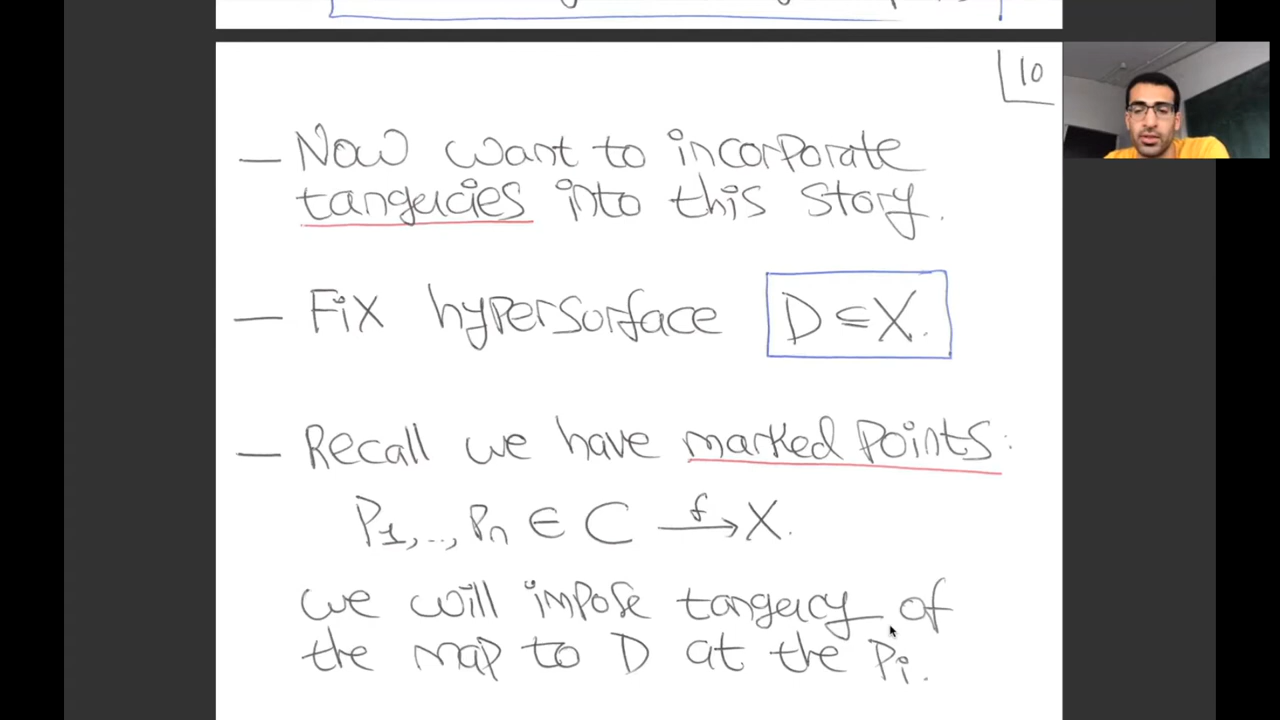 10
— Now want to incorporate
tangencies into this story.
— Fix hypersurface D ⊆ X.
— Recall we have marked points:
P1,..., Pn ∈ C →f X.
we will impose tangency of
the map to D at the Pi.